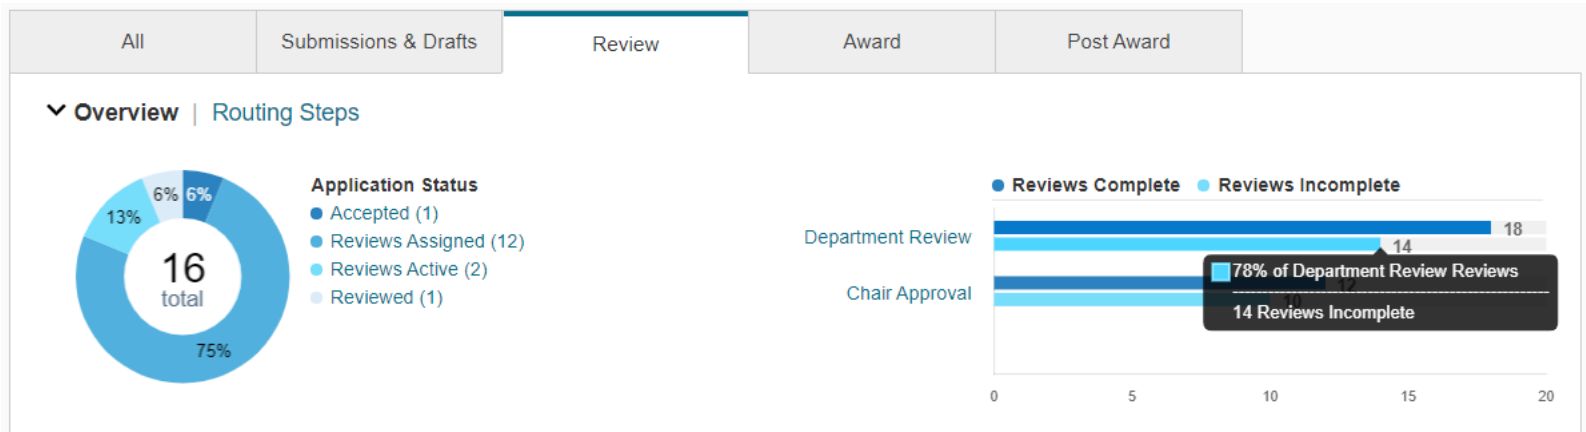 All
Submissions & Drafts
Review
Award
Post Award
Overview | Routing Steps
6%
6%
13%
75%
16
total
Application Status
Accepted (1)
Reviews Assigned (12)
Reviews Active (2)
Reviewed (1)
Reviews Complete
Reviews Incomplete
Department Review
18
14
Chair Approval
12
10
78% of Department Review Reviews
14 Reviews Incomplete
0
5
10
15
20